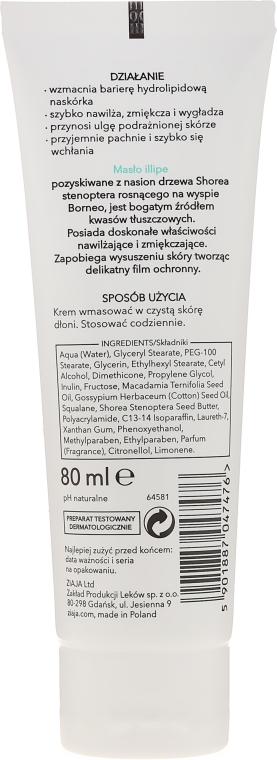 DZIAŁANIE
• wzmacnia barierę hydrolipidową
naskórka
• szybko nawilża, zmiękcza i wygładza
• przynosi ulgę podrażnionej skórze
• przyjemnie pachnie i szybko się
wchłania
Masło illipe
pozyskiwane z nasion drzewa Shorea
stenoptera rosnącego na wyspie
Borneo, jest bogatym źródłem
kwasów tłuszczowych.
Posiada doskonałe właściwości
nawilżające i zmiękczające.
Zapobiega wysuszeniu skóry tworząc
delikatny film ochronny.
SPOSÓB UŻYCIA
Krem wmasować w czystą skórę
dłoni. Stosować codziennie.
INGREDIENTS/Składniki
Aqua (Water), Glyceryl Stearate, PEG-100
Stearate, Glycerin, Ethylhexyl Stearate, Cetyl
Alcohol, Dimethicone, Propylene Glycol,
Inulin, Fructose, Macadamia Ternifolia Seed
Oil, Gossypium Herbaceum (Cotton) Seed Oil,
Squalane, Shorea Stenoptera Seed Butter,
Polyacrylamide, C13-14 Isoparaffin, Laureth-7,
Xanthan Gum, Phenoxyethanol,
Methylparaben, Ethylparaben, Parfum
(Fragrance), Citronellol, Limonene.
80 ml ℮
pH naturalne 64581
PREPARAT TESTOWANY
DERMATOLOGICZNIE
Najlepiej zużyć przed końcem:
data ważności i seria
na opakowaniu.
ZIAJA Ltd
Zakład Produkcji Leków sp. z o.o.
80-298 Gdańsk, ul. Jesienna 9
ziaja.com made in Poland
5 901887 047476 >